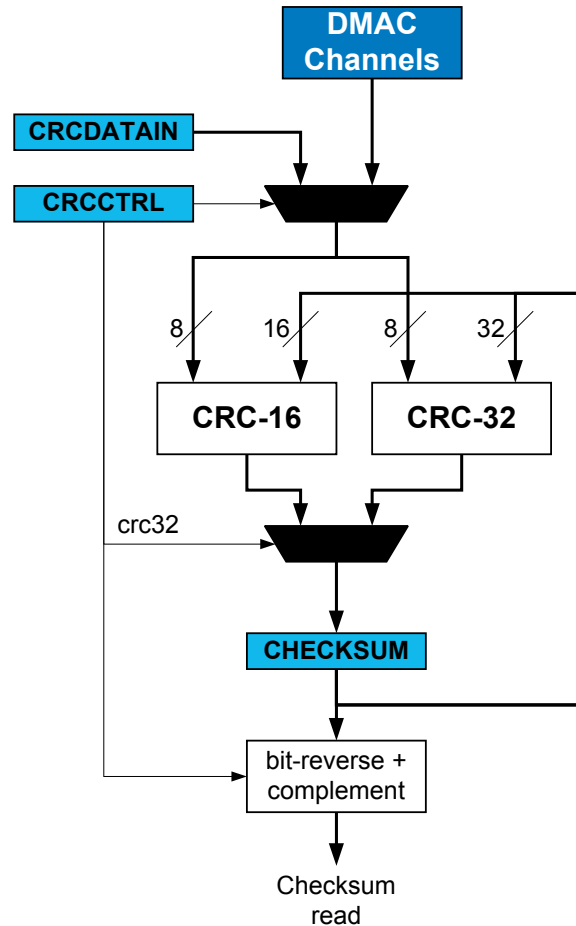 DMAC
Channels
CRCDATAIN
CRCCTRL
8
16
8
32
CRC-16
CRC-32
crc32
CHECKSUM
bit-reverse +
complement
Checksum
read